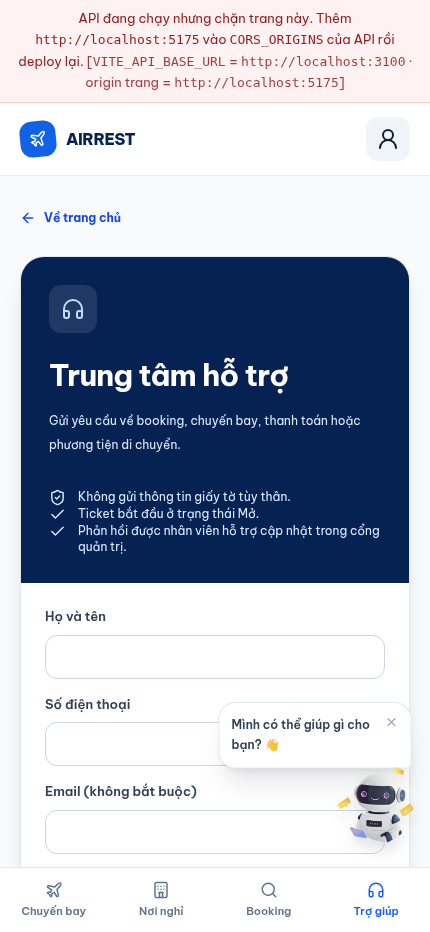 API đang chạy nhưng chặn trang này. Thêm
http://localhost:5175 vào CORS_ORIGINS của API rồi
deploy lại. [VITE_API_BASE_URL = http://localhost:3100 ·
origin trang = http://localhost:5175]
AIRREST
Về trang chủ
Trung tâm hỗ trợ
Gửi yêu cầu về booking, chuyến bay, thanh toán hoặc
phương tiện di chuyển.
Không gửi thông tin giấy tờ tùy thân.
Ticket bắt đầu ở trạng thái Mở.
Phản hồi được nhân viên hỗ trợ cập nhật trong cổng
quản trị.
Họ và tên
Số điện thoại
Mình có thể giúp gì cho
bạn? 👋
Email (không bắt buộc)
Chuyến bay
Nơi nghỉ
Booking
Trợ giúp